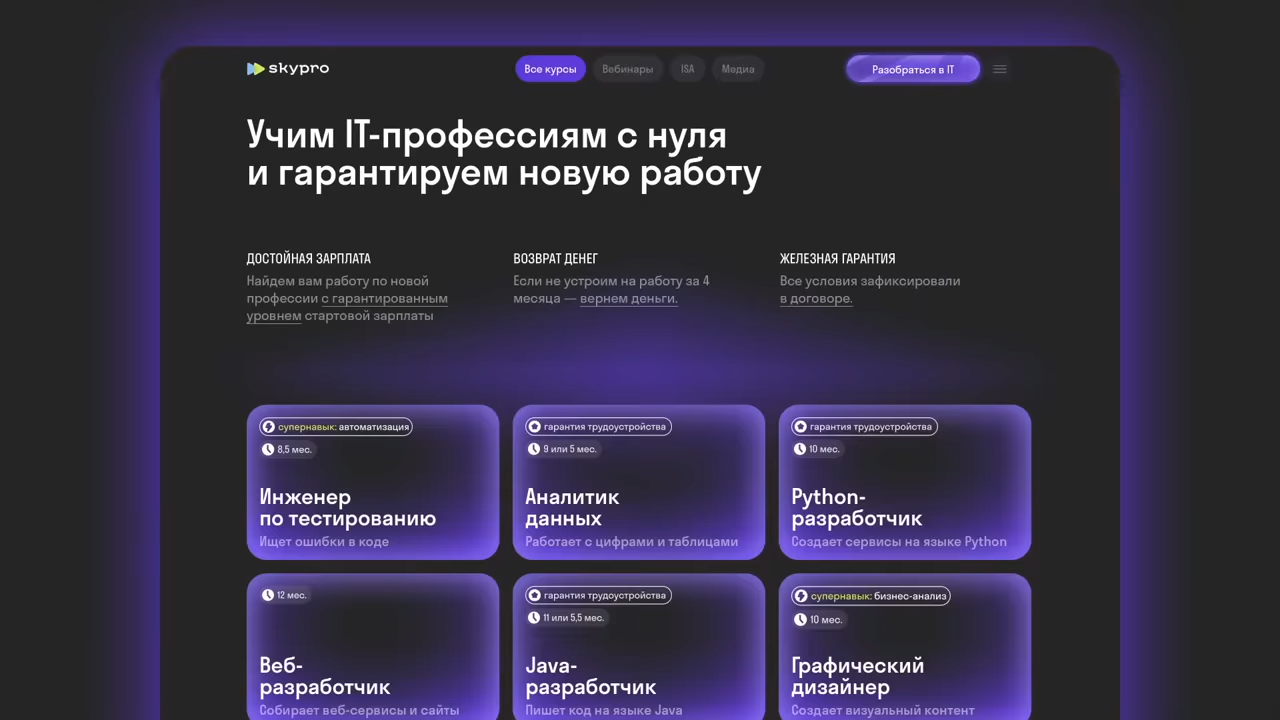 skypro
Все курсы
Вебинары
ISA
Медиа
Разобраться в IT
Учим IT-профессиям с нуля
и гарантируем новую работу
ДОСТОЙНАЯ ЗАРПЛАТА
Найдем вам работу по новой
профессии с гарантированным
уровнем стартовой зарплаты
ВОЗВРАТ ДЕНЕГ
Если не устроим на работу за 4
месяца — вернем деньги.
ЖЕЛЕЗНАЯ ГАРАНТИЯ
Все условия зафиксировали
в договоре.
супернавык: автоматизация
8,5 мес.
Инженер
по тестированию
Ищет ошибки в коде
гарантия трудоустройства
9 или 5 мес.
Аналитик
данных
Работает с цифрами и таблицами
гарантия трудоустройства
10 мес.
Python-
разработчик
Создает сервисы на языке Python
12 мес.
Веб-
разработчик
Собирает веб-сервисы и сайты
гарантия трудоустройства
11 или 5,5 мес.
Java-
разработчик
Пишет код на языке Java
супернавык: бизнес-анализ
10 мес.
Графический
дизайнер
Создает визуальный контент